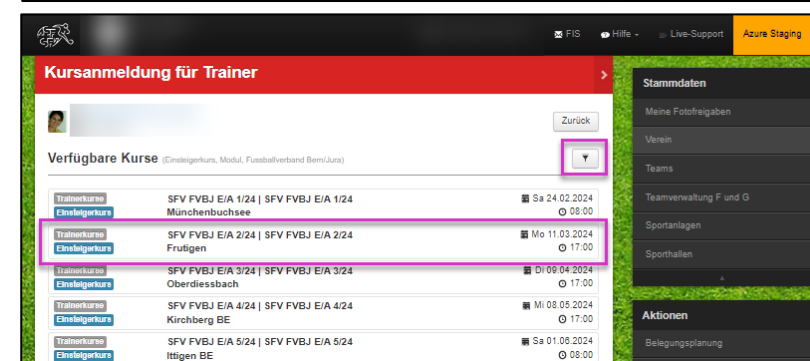 FIS Hilfe Live-Support Azure Staging
Kursanmeldung für Trainer
Zurück
Verfügbare Kurse (Einsteigerkurs, Modul, Fussballverband Bern/Jura)
Trainerkurse SFV FVBJ E/A 1/24 | SFV FVBJ E/A 1/24 Sa 24.02.2024
Einsteigerkurs Münchenbuchsee 08:00
Trainerkurse SFV FVBJ E/A 2/24 | SFV FVBJ E/A 2/24 Mo 11.03.2024
Einsteigerkurs Frutigen 17:00
Trainerkurse SFV FVBJ E/A 3/24 | SFV FVBJ E/A 3/24 Di 09.04.2024
Einsteigerkurs Oberdiessbach 17:00
Trainerkurse SFV FVBJ E/A 4/24 | SFV FVBJ E/A 4/24 Mi 08.05.2024
Einsteigerkurs Kirchberg BE 17:00
Trainerkurse SFV FVBJ E/A 5/24 | SFV FVBJ E/A 5/24 Sa 01.06.2024
Einsteigerkurs Ittigen BE 08:00
Stammdaten
Meine Fotofreigaben
Verein
Teams
Teamverwaltung F und G
Sportanlagen
Sporthallen
Aktionen
Belegungsplanung